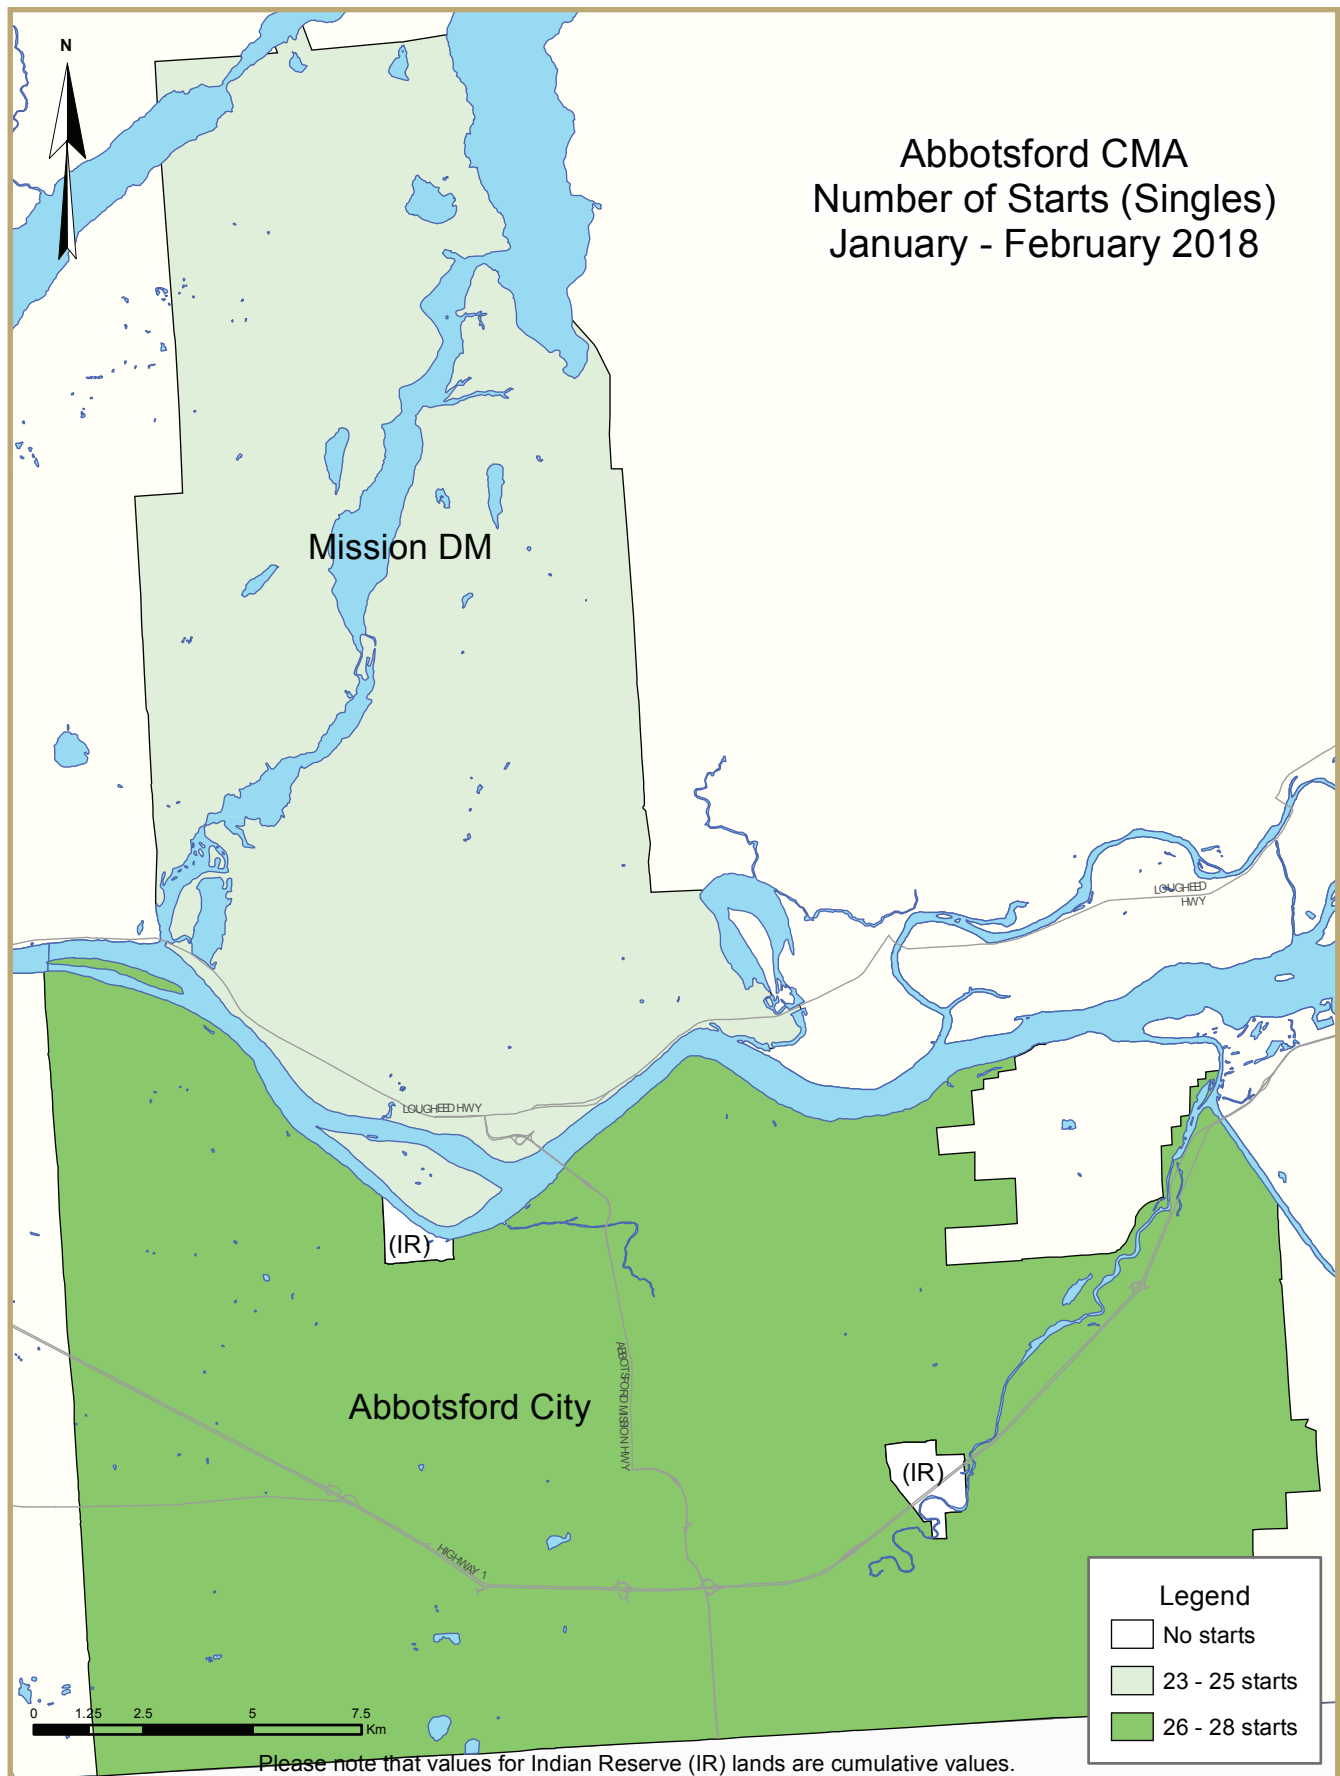 N
Abbotsford CMA
Number of Starts (Singles)
January - February 2018
Mission DM
LOUGHEED
HWY
LOUGHEED HWY
(IR)
ABBOTSFORD MISSION HWY
Abbotsford City
(IR)
HIGHWAY 1
Legend
No starts
23 - 25 starts
26 - 28 starts
0 1.25 2.5 5 7.5
Km
Please note that values for Indian Reserve (IR) lands are cumulative values.